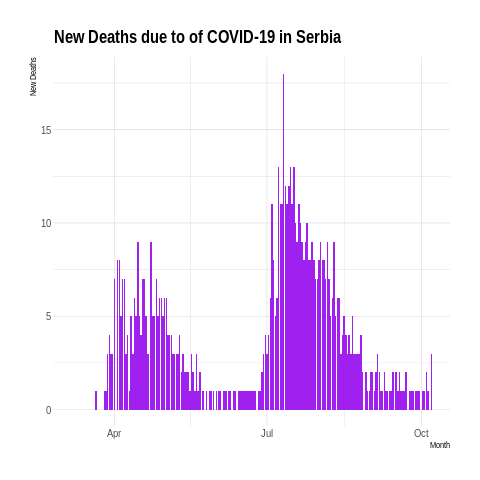 New Deaths due to of COVID-19 in Serbia
New Deaths
15
10
5
0
Apr
Jul
Oct
Month